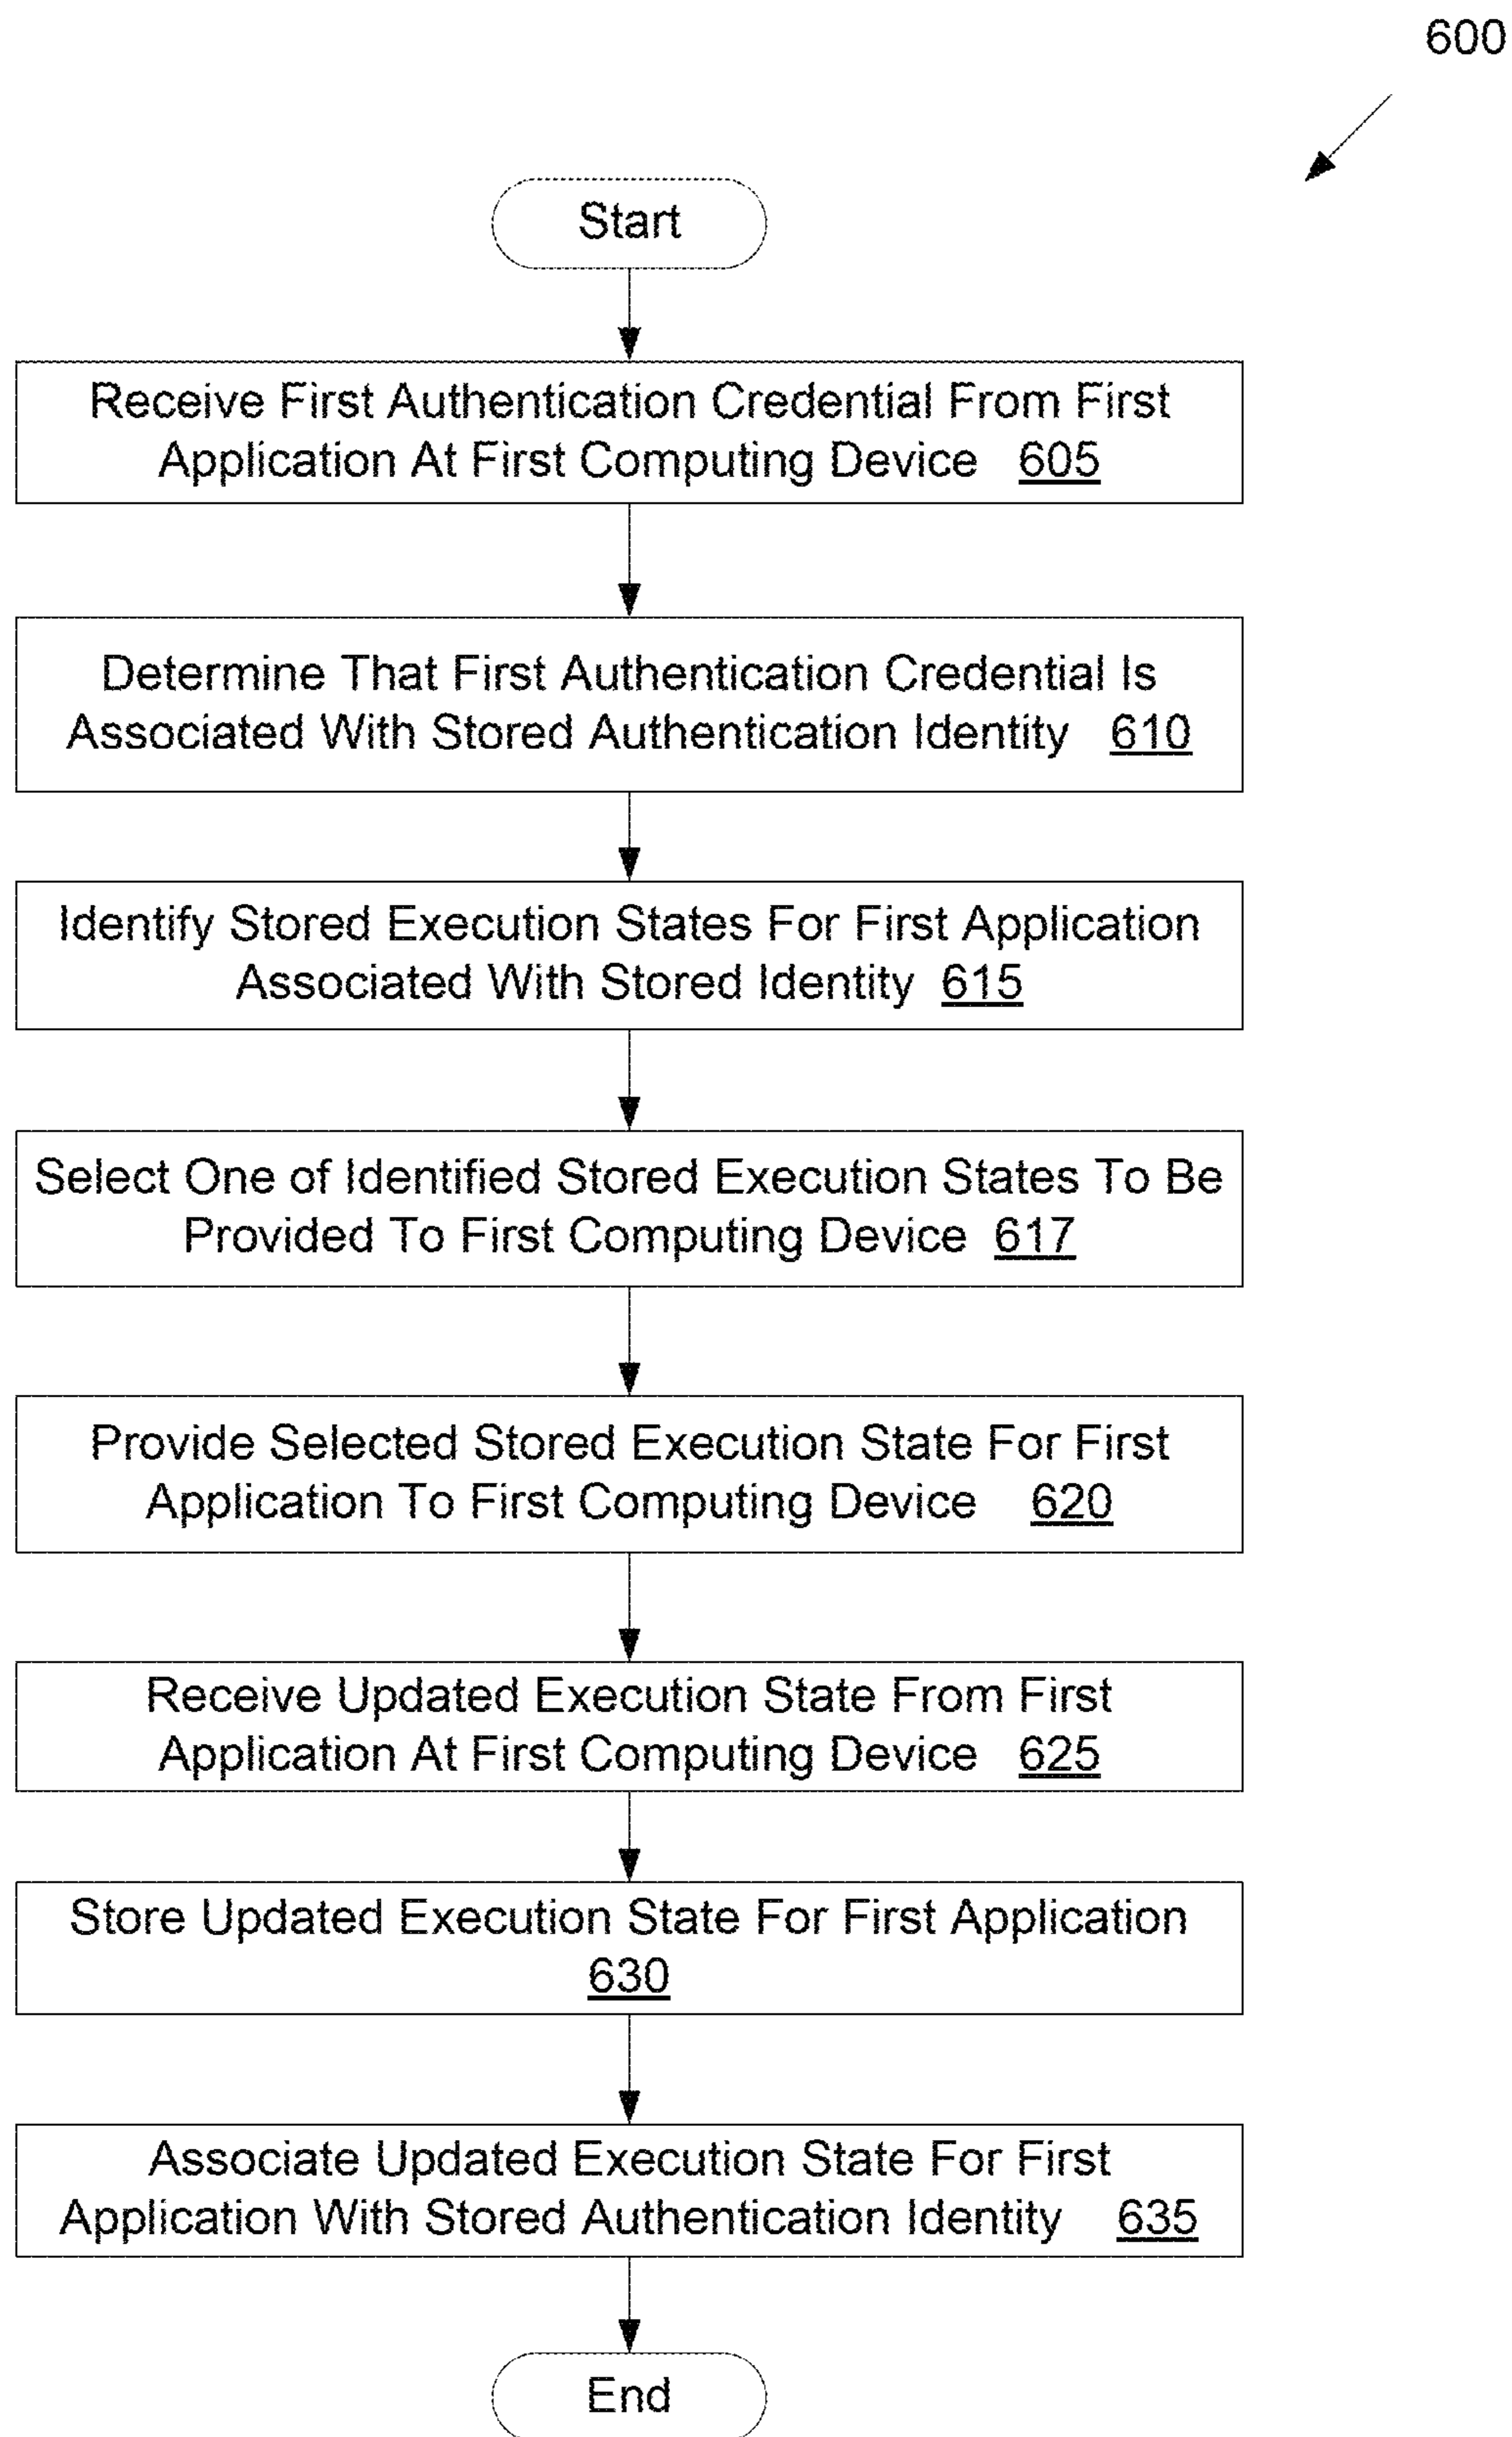 600
Start
Receive First Authentication Credential From First
Application At First Computing Device 605
Determine That First Authentication Credential Is
Associated With Stored Authentication Identity 610
Identify Stored Execution States For First Application
Associated With Stored Identity 615
Select One of Identified Stored Execution States To Be
Provided To First Computing Device 617
Provide Selected Stored Execution State For First
Application To First Computing Device 620
Receive Updated Execution State From First
Application At First Computing Device 625
Store Updated Execution State For First Application
630
Associate Updated Execution State For First
Application With Stored Authentication Identity 635
End